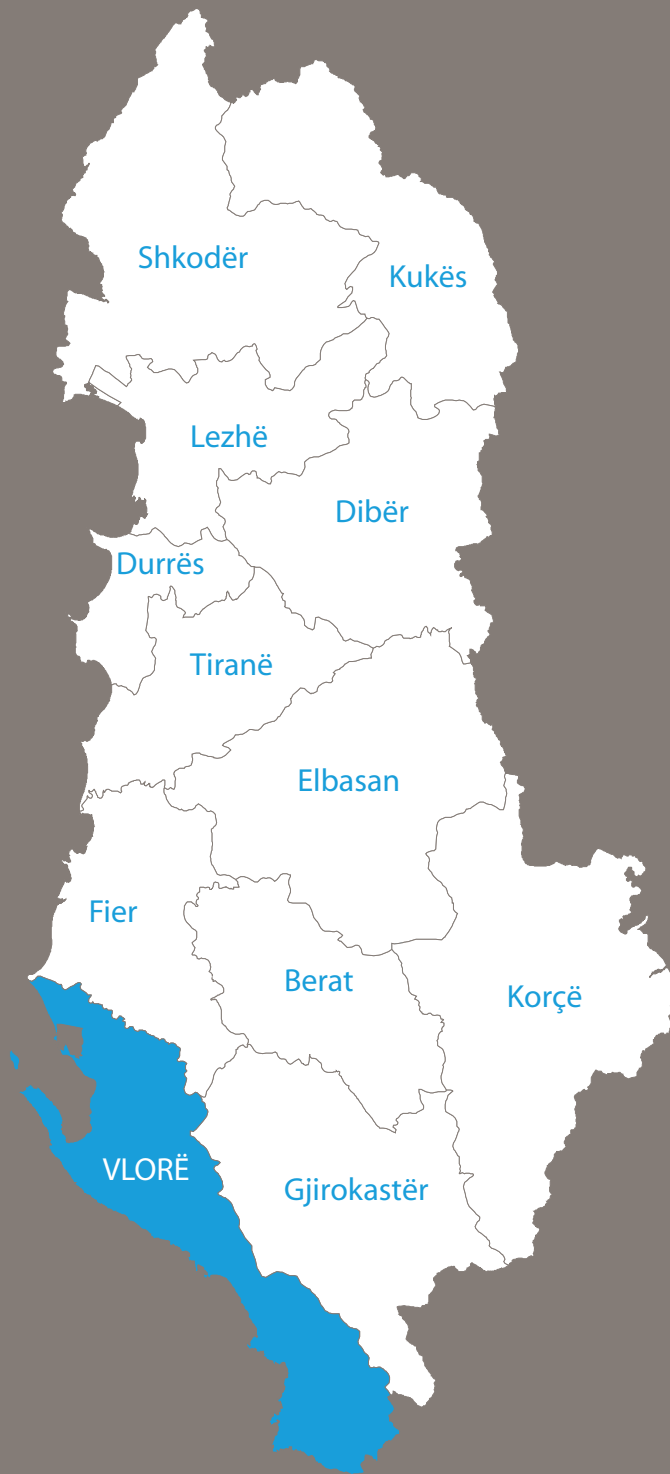 Shkodër
Kukës
Lezhë
Dibër
Durrës
Tiranë
Elbasan
Fier
Berat
Korçë
VLORË
Gjirokastër